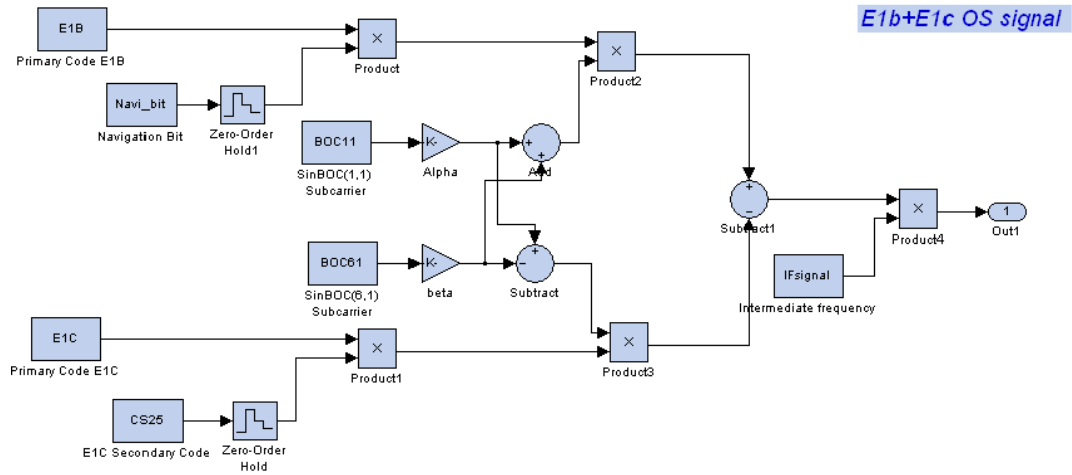 E1b+E1c OS signal
E1B
Primary Code E1B
×
Product
×
Product2
Navi_bit
Navigation Bit
Zero-Order
Hold1
BOC11
SinBOC(1,1)
Subcarrier
K-
Alpha
+
+
Add
+
−
Subtract1
×
Product4
1
Out1
BOC61
SinBOC(6,1)
Subcarrier
K-
beta
+
−
Subtract
IFsignal
Intermediate frequency
E1C
Primary Code E1C
×
Product1
×
Product3
CS25
E1C Secondary Code
Zero-Order
Hold